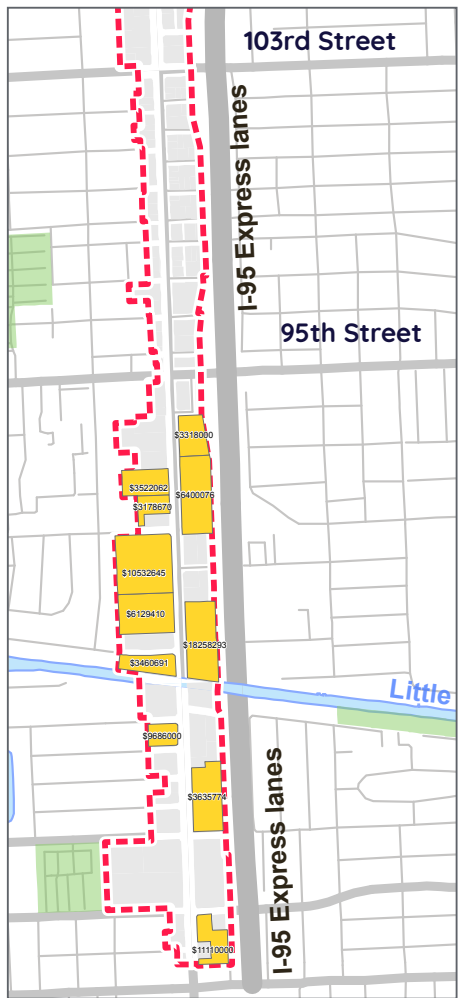 103rd Street
I-95 Express lanes
95th Street
$3318000
$3522062
$6400076
$3178670
$10532645
$6129410
$18258293
$3460691
Little
$9686000
$3635774
I-95 Express lanes
$11110000